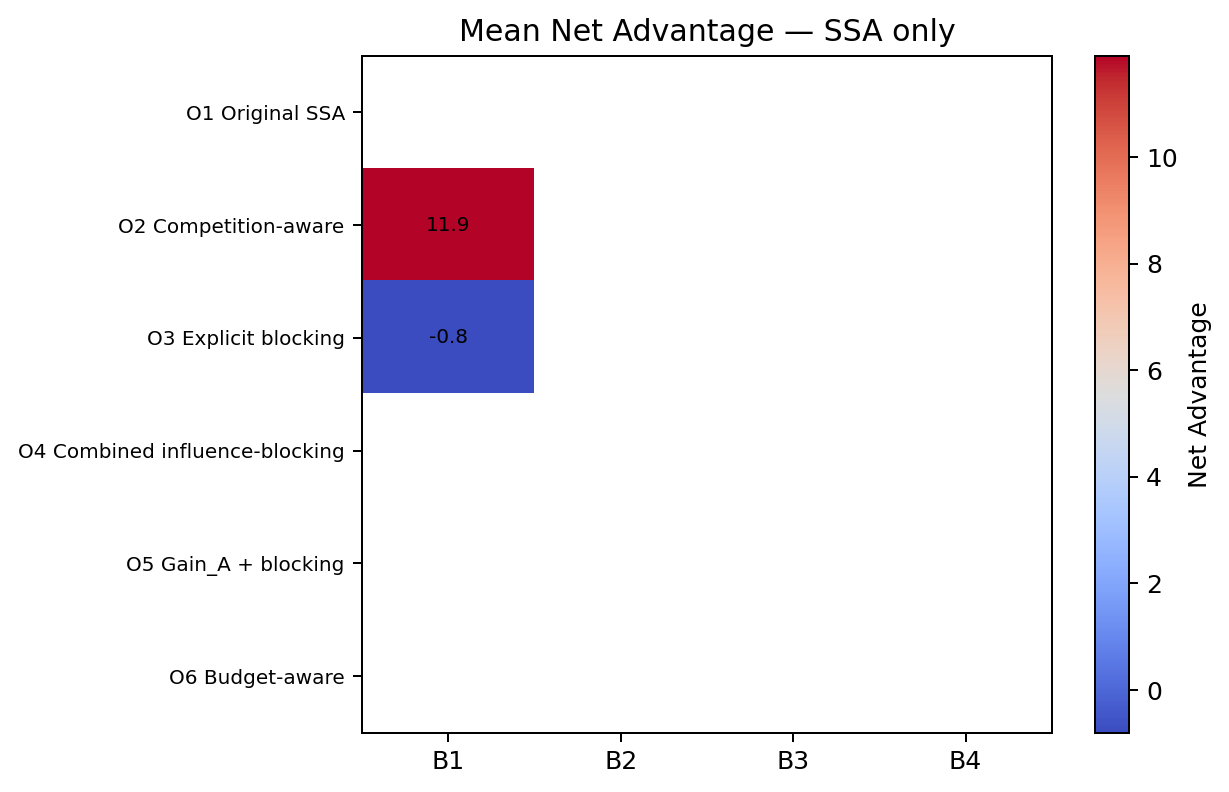 Mean Net Advantage — SSA only
O1 Original SSA
O2 Competition-aware
O3 Explicit blocking
O4 Combined influence-blocking
O5 Gain_A + blocking
O6 Budget-aware
11.9
-0.8
B1 B2 B3 B4
10
8
6
4
2
0
Net Advantage